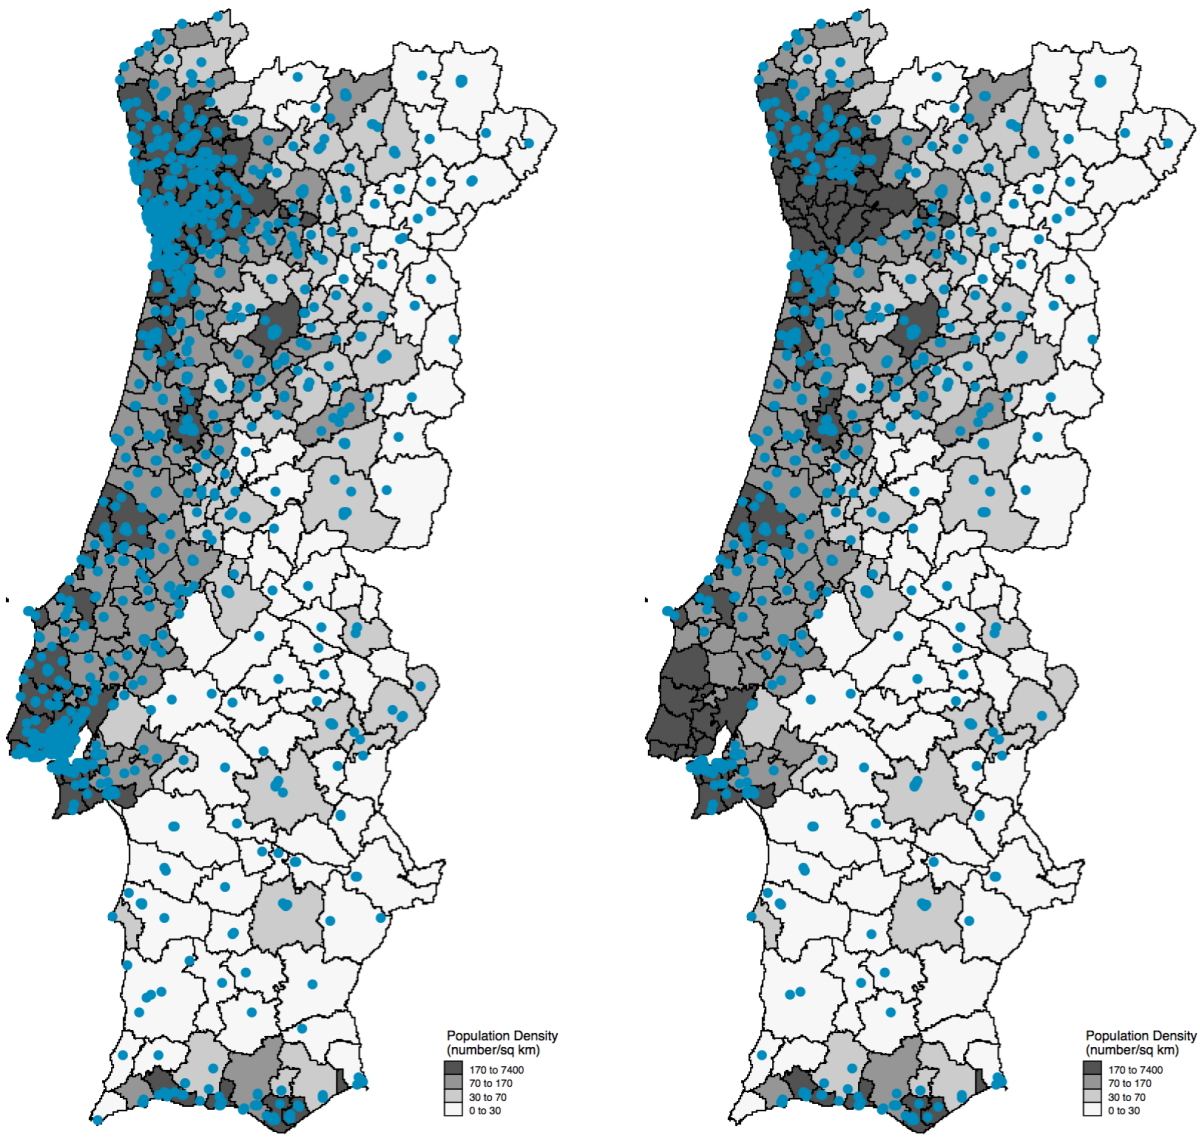 Population Density
(number/sq km)
170 to 7400
70 to 170
30 to 70
0 to 30
Population Density
(number/sq km)
170 to 7400
70 to 170
30 to 70
0 to 30